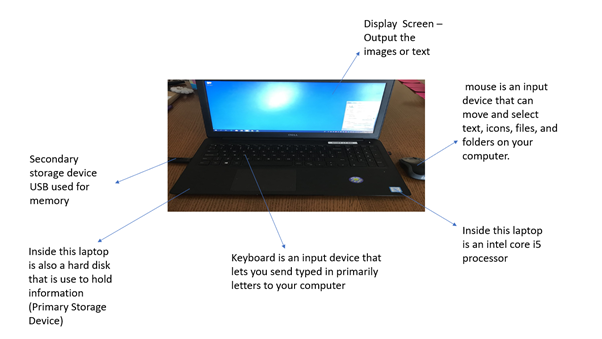 Display Screen –
Output the
images or text
mouse is an input
device that can
move and select
text, icons, files, and
folders on your
computer.
Secondary
storage device
USB used for
memory
Inside this laptop
is an intel core i5
processor
Inside this laptop
is also a hard disk
that is use to hold
information
(Primary Storage
Device)
Keyboard is an input device that
lets you send typed in primarily
letters to your computer